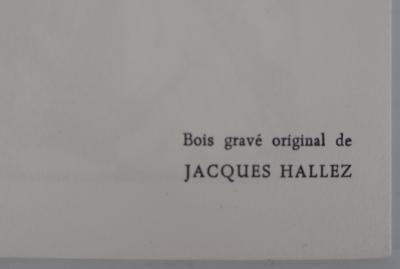 Bois gravé original de
JACQUES HALLEZ